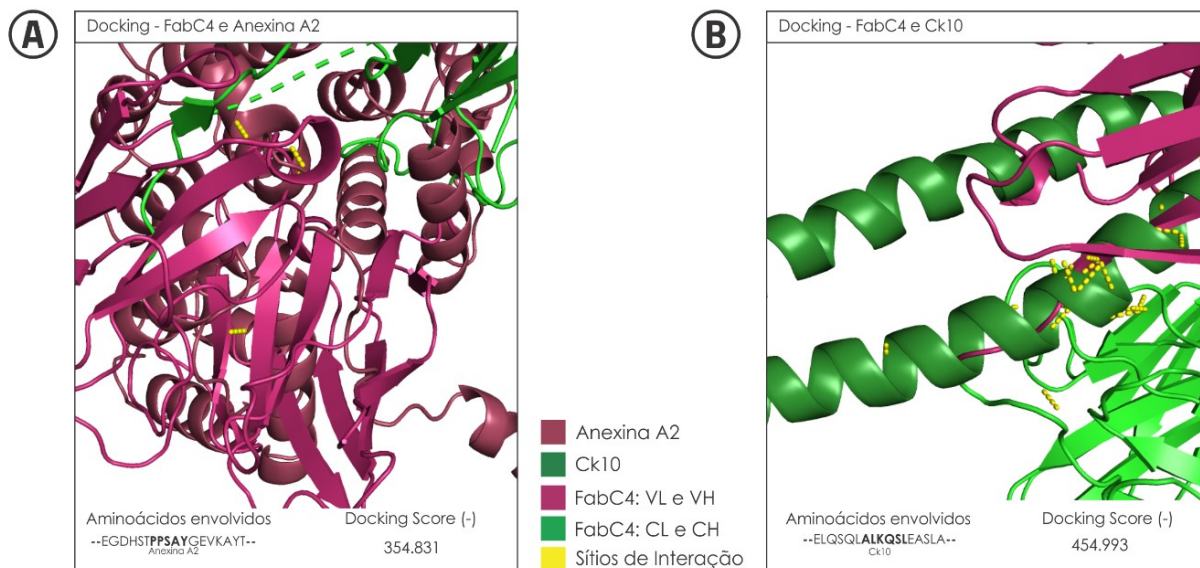 A
Docking - FabC4 e Anexina A2
Aminoácidos envolvidos
--EGDHSTPPSAYGEVKAYT--
Anexina A2
Docking Score (-)
354.831
Anexina A2
Ck10
FabC4: VL e VH
FabC4: CL e CH
Sítios de Interação
B
Docking - FabC4 e Ck10
Aminoácidos envolvidos
--ELQSQLALKQSLEASLA--
Ck10
Docking Score (-)
454.993